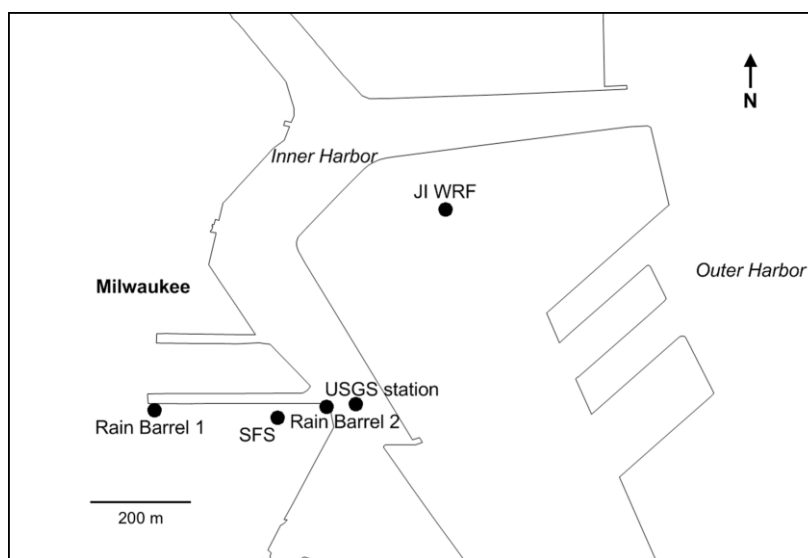 N
Inner Harbor
JI WRF
Outer Harbor
Milwaukee
USGS station
Rain Barrel 1
SFS
Rain Barrel 2
200 m